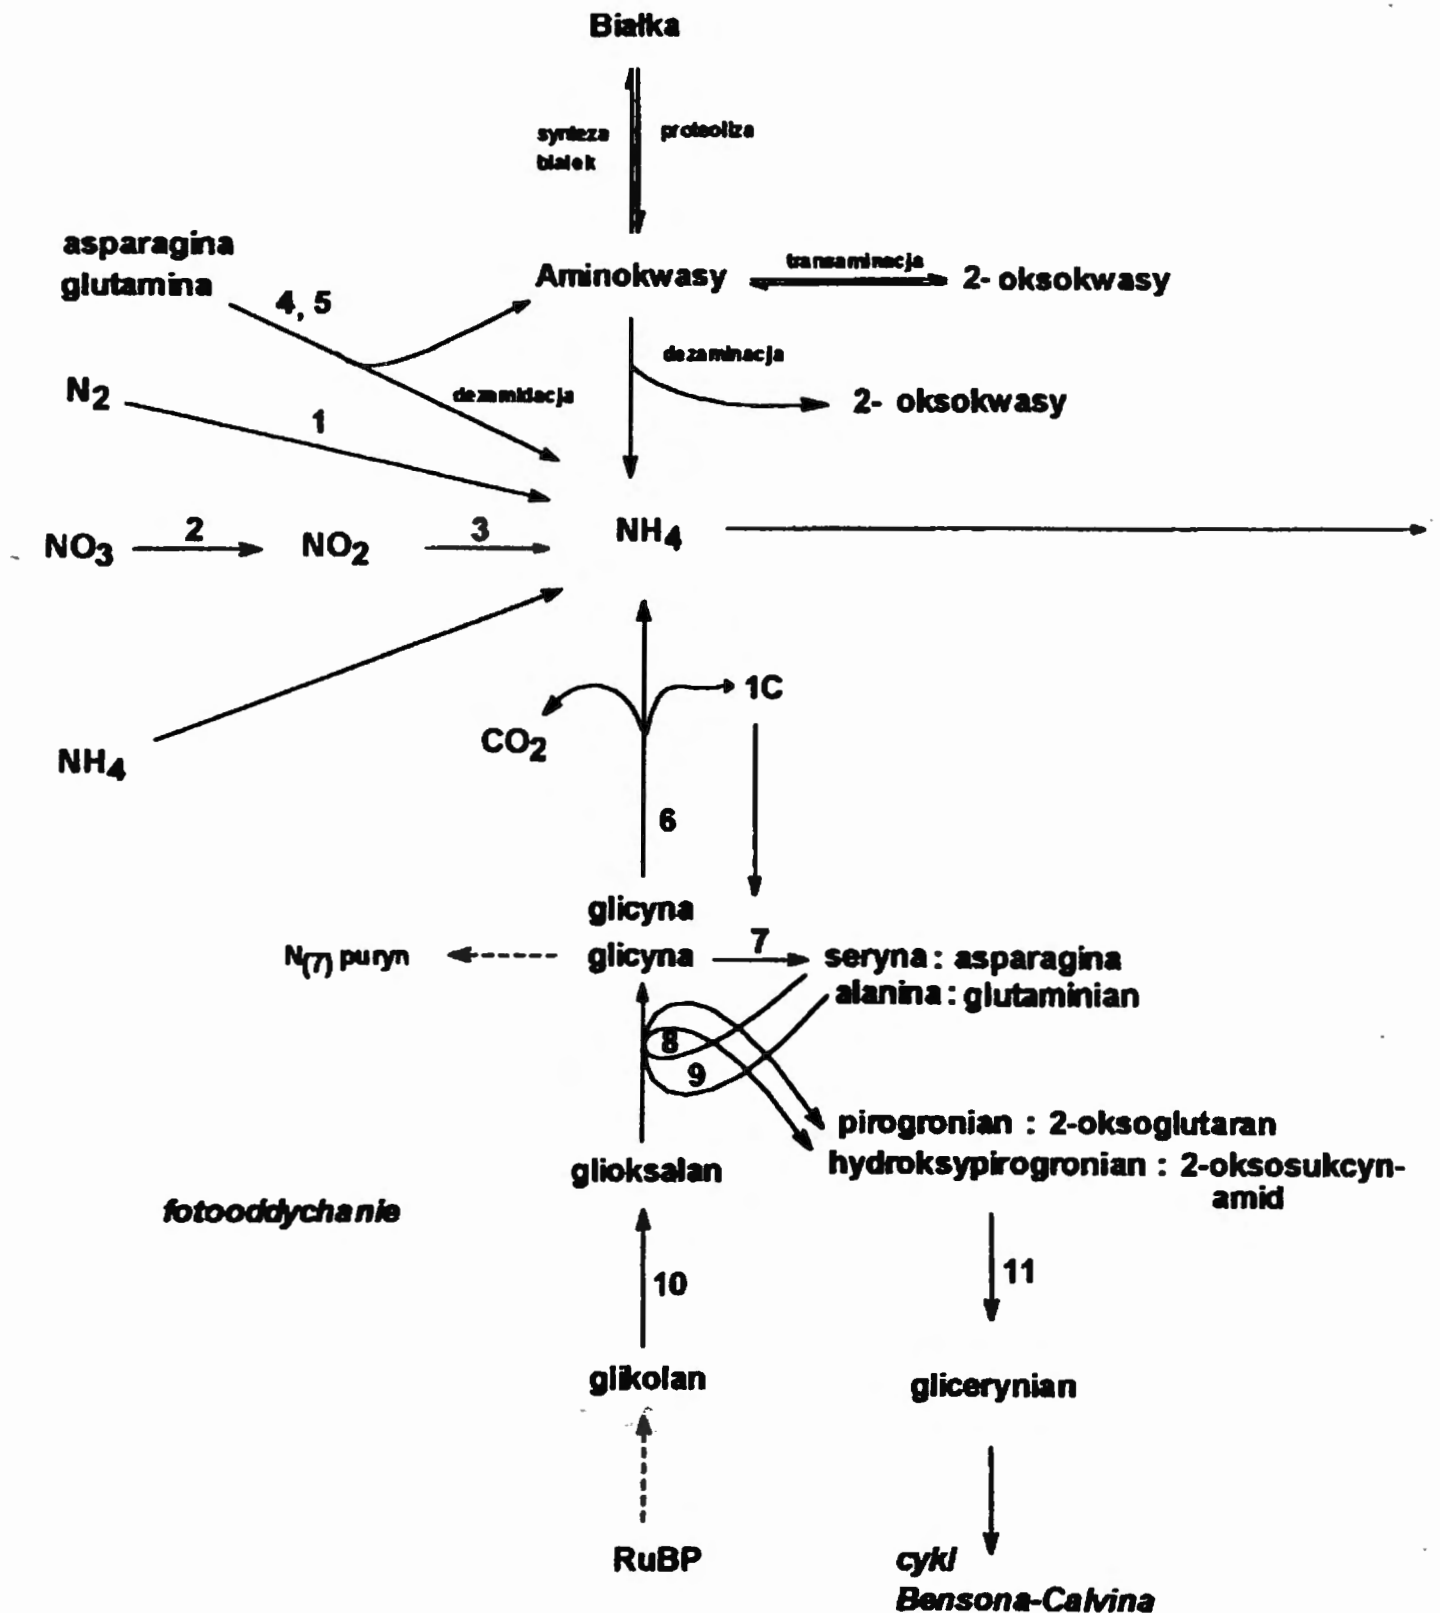 Białka
synteza
białek
proteoliza
asparagina
glutamina
4, 5
Aminokwasy
transaminacja
2- oksokwasy
dezaminacja
N2
dezamidacja
2- oksokwasy
1
NO3
2
NO2
3
NH4
1C
CO2
NH4
6
glicyna
N(7) puryn
glicyna
7
seryna : asparagina
alanina : glutaminian
8
9
pirogronian : 2-oksoglutaran
glioksalan
hydroksypirogronian : 2-oksosukcyn-
amid
fotooddychanie
10
11
glikolan
glicerynian
RuBP
cykl
Bensona-Calvina